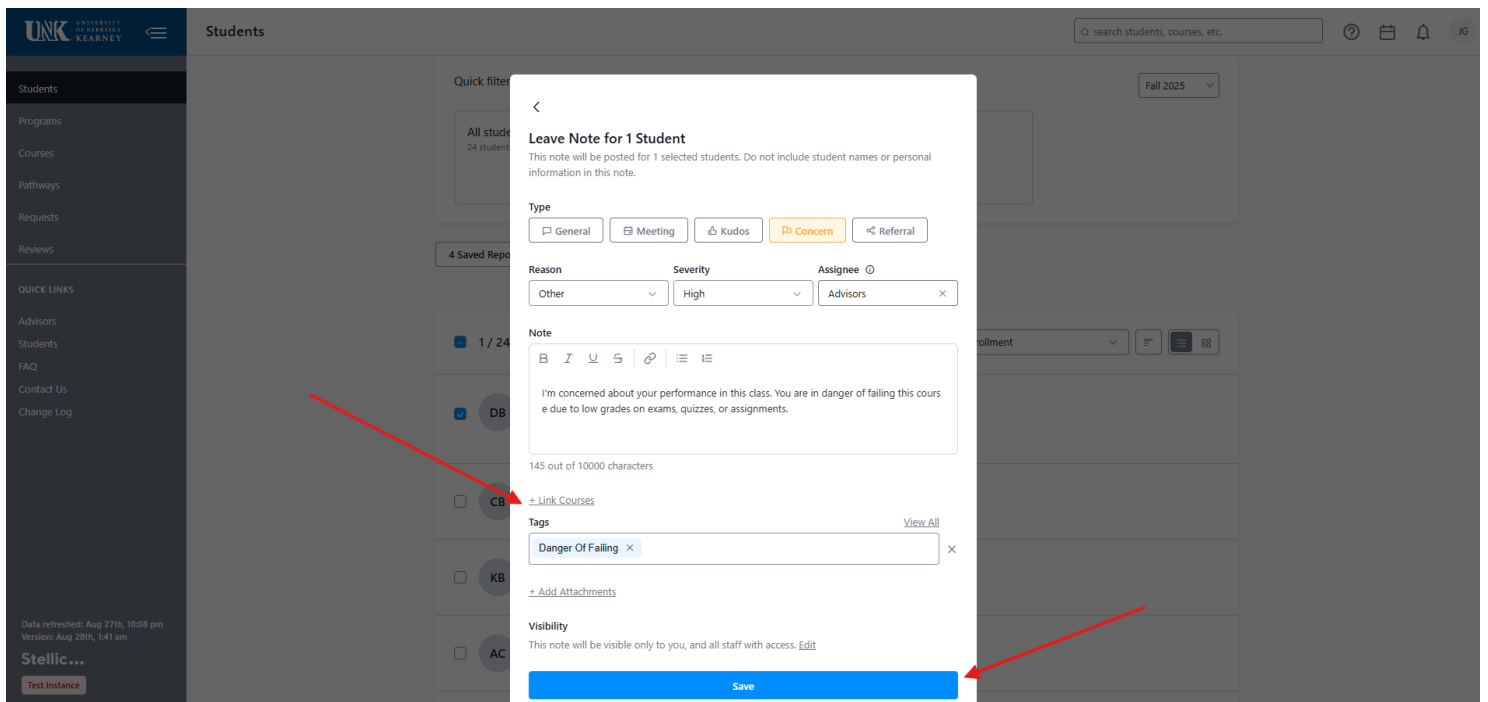 UNK UNIVERSITY
OF NEBRASKA
KEARNEY
Students
search students, courses, etc.
JG
Students
Programs
Courses
Pathways
Requests
Reviews
QUICK LINKS
Advisors
Students
FAQ
Contact Us
Change Log
Data refreshed: Aug 27th, 10:08 pm
Version: Aug 28th, 1:41 am
Stellic...
Test Instance
Quick filter
Fall 2025
All stude
24 student
4 Saved Repo
1 / 24
ollment
DB
CB
KB
AC
Leave Note for 1 Student
This note will be posted for 1 selected students. Do not include student names or personal
information in this note.
Type
General
Meeting
Kudos
Concern
Referral
Reason
Severity
Assignee
Other
High
Advisors
Note
B I U S
I'm concerned about your performance in this class. You are in danger of failing this cours
e due to low grades on exams, quizzes, or assignments.
145 out of 10000 characters
+ Link Courses
Tags
View All
Danger Of Failing
+ Add Attachments
Visibility
This note will be visible only to you, and all staff with access. Edit
Save